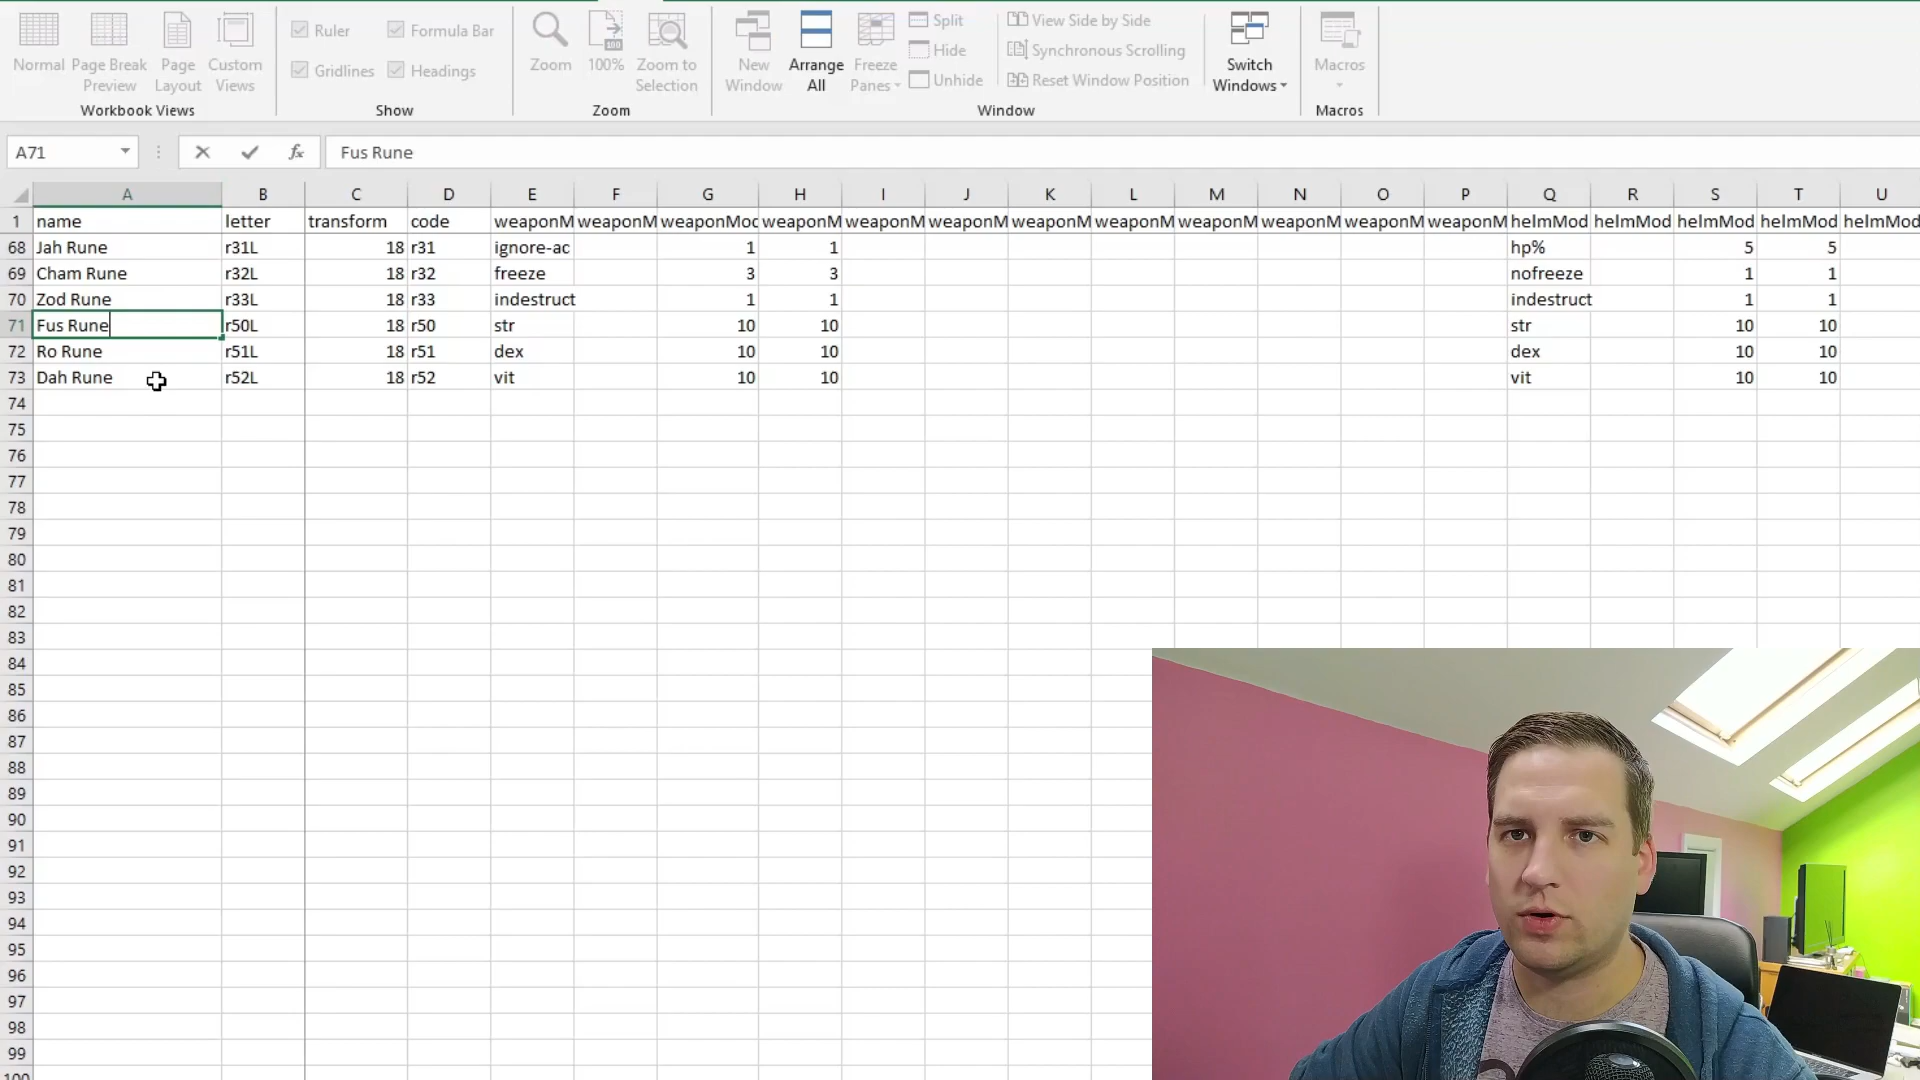 Normal Page Break Preview Page Layout Custom Views
Workbook Views
Ruler Formula Bar
Gridlines Headings
Show
Zoom 100% Zoom to Selection
Zoom
New Window Arrange All Freeze Panes
Split
Hide
Unhide
View Side by Side
Synchronous Scrolling
Reset Window Position
Window
Switch Windows
Macros
Macros
A71 fx Fus Rune
A B C D E F G H I J K L M N O P Q R S T U
1 name letter transform code weaponM weaponM weaponMoc weaponM weaponM weaponM weaponM weaponM weaponM weaponM weaponM weaponM helmMod helmMod helmMod helmMod helmMod
68 Jah Rune r31L 18 r31 ignore-ac 1 1 hp% 5 5
69 Cham Rune r32L 18 r32 freeze 3 3 nofreeze 1 1
70 Zod Rune r33L 18 r33 indestruct 1 1 indestruct 1 1
71 Fus Rune r50L 18 r50 str 10 10 str 10 10
72 Ro Rune r51L 18 r51 dex 10 10 dex 10 10
73 Dah Rune r52L 18 r52 vit 10 10 vit 10 10
74
75
76
77
78
79
80
81
82
83
84
85
86
87
88
89
90
91
92
93
94
95
96
97
98
99
100